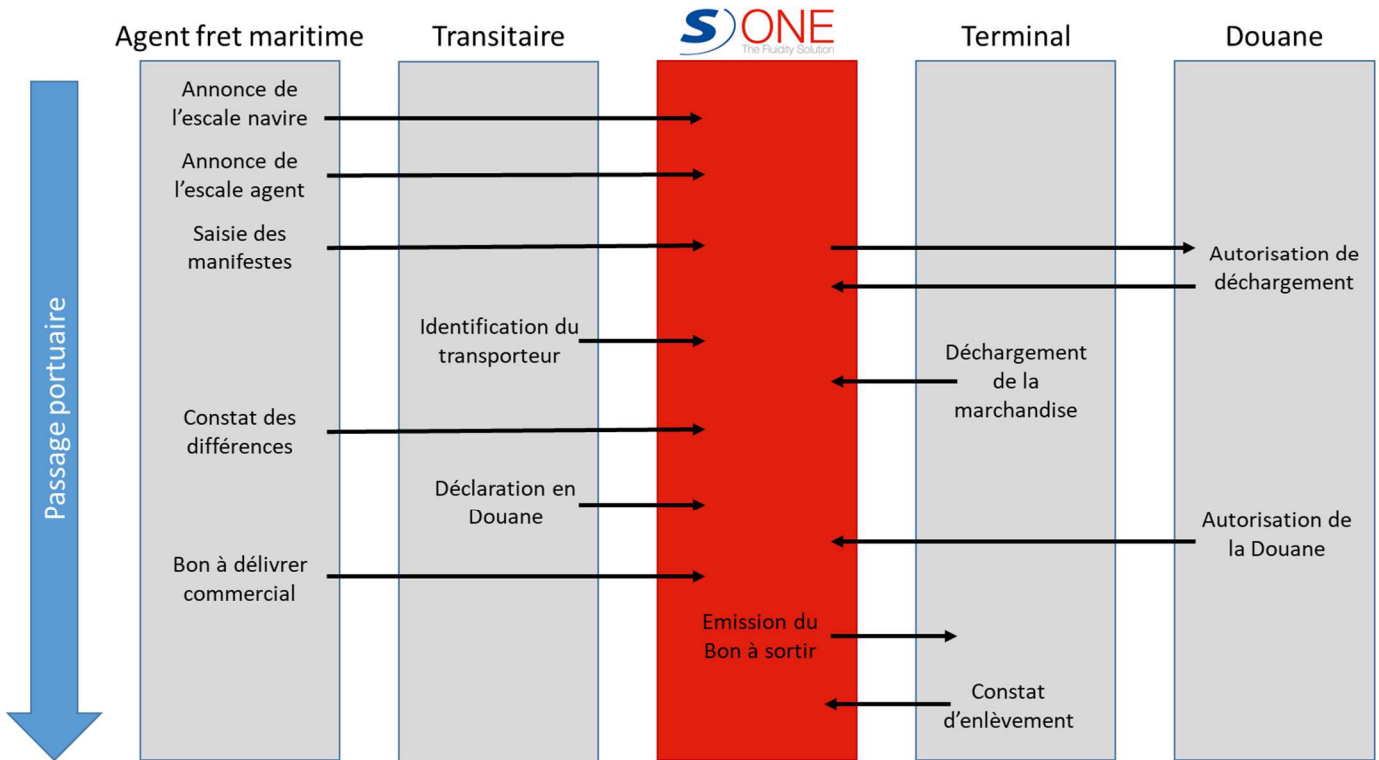 Agent fret maritime
Transitaire
S) ONE
The Fluidity Solution
Terminal
Douane
Passage portuaire
Annonce de
l'escale navire
Annonce de
l'escale agent
Saisie des
manifestes
Autorisation de
déchargement
Identification du
transporteur
Déchargement
de la
marchandise
Constat des
différences
Déclaration en
Douane
Autorisation de
la Douane
Bon à délivrer
commercial
Emission du
Bon à sortir
Constat
d'enlèvement